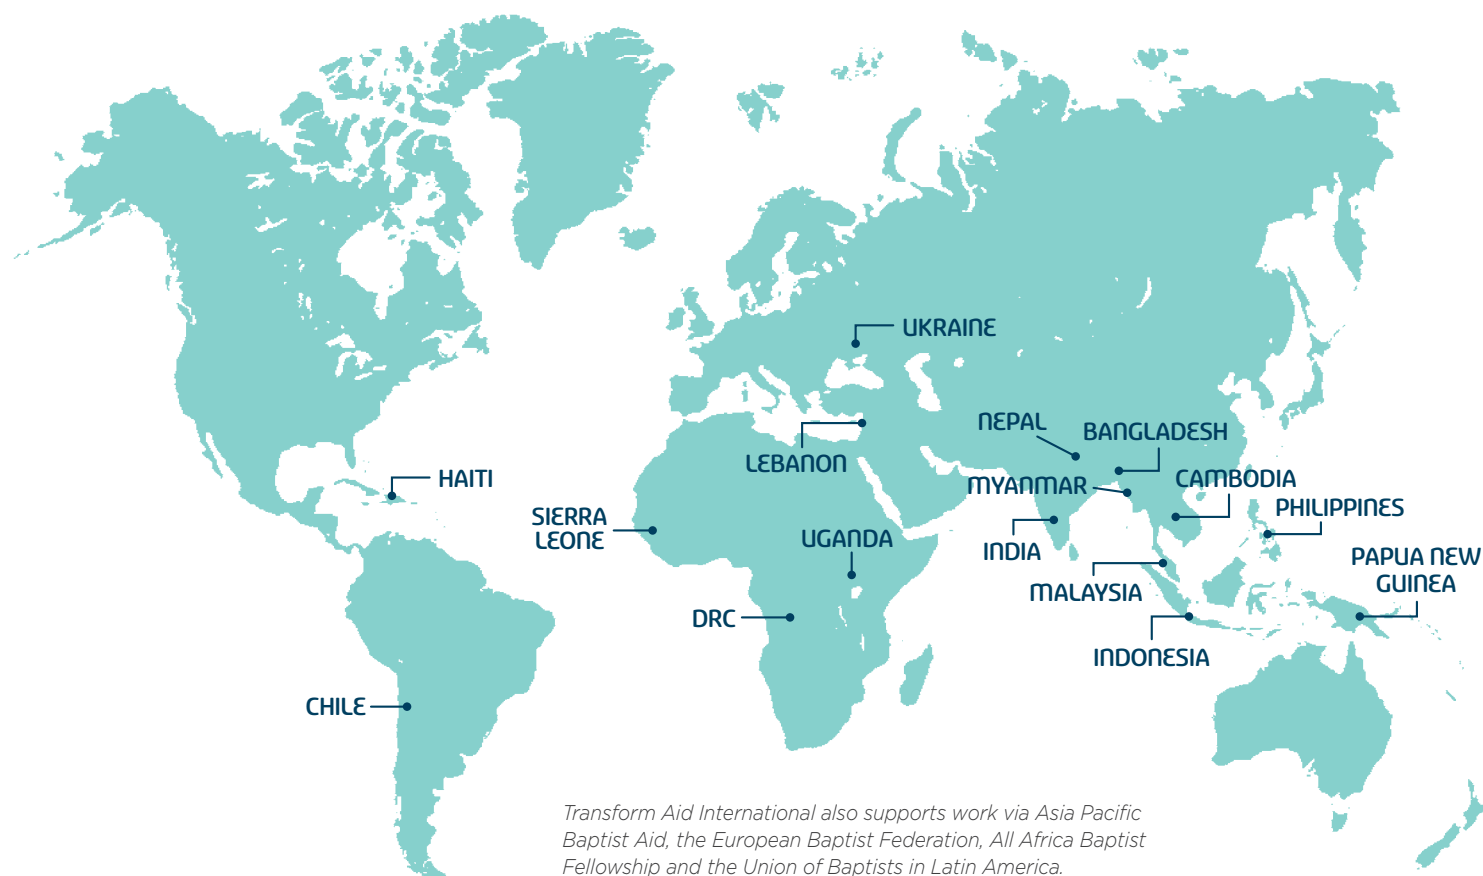 UKRAINE
NEPAL
BANGLADESH
LEBANON
HAITI
MYANMAR
CAMBODIA
SIERRA
LEONE
PHILIPPINES
UGANDA
INDIA
PAPUA NEW
GUINEA
MALAYSIA
DRC
INDONESIA
CHILE
Transform Aid International also supports work via Asia Pacific
Baptist Aid, the European Baptist Federation, All Africa Baptist
Fellowship and the Union of Baptists in Latin America.